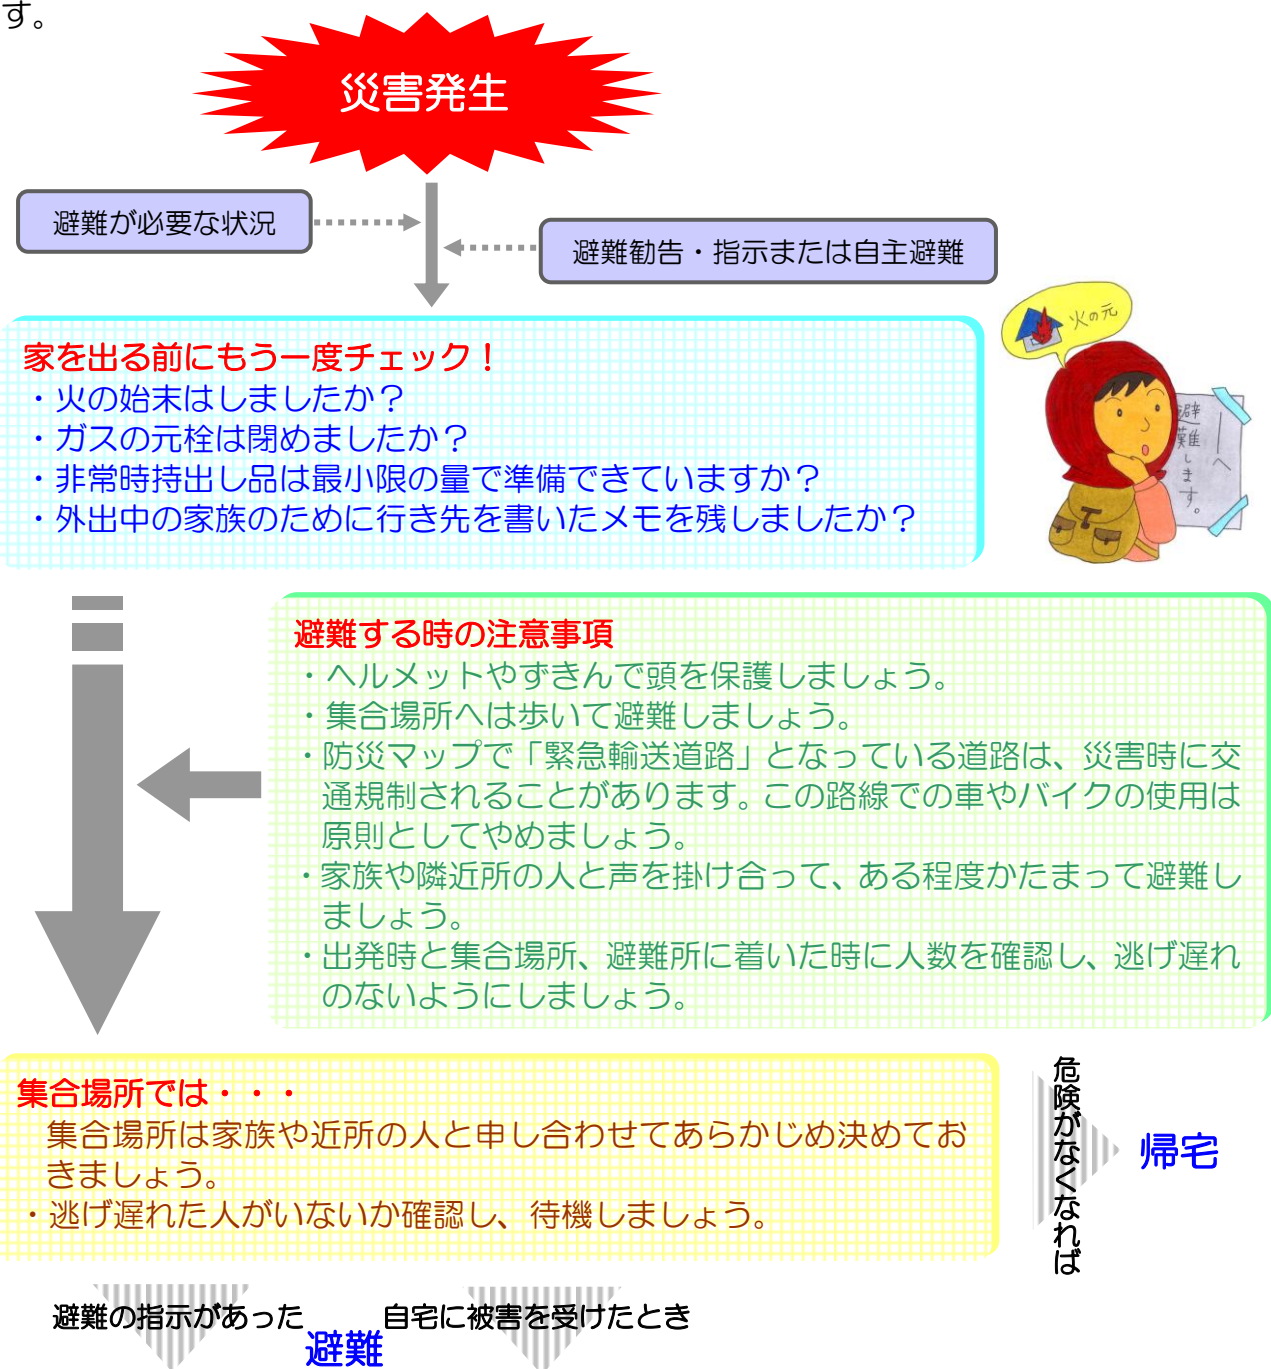 す。
災害発生
避難が必要な状況
避難勧告・指示または自主避難
火の元
家を出る前にもう一度チェック！
・火の始末はしましたか？
・ガスの元栓は閉めましたか？
・非常時持出し品は最小限の量で準備できていますか？
・外出中の家族のために行き先を書いたメモを残しましたか？
――へ
避難します。
避難する時の注意事項
・ヘルメットやずきんで頭を保護しましょう。
・集合場所へは歩いて避難しましょう。
・防災マップで「緊急輸送道路」となっている道路は、災害時に交
通規制されることがあります。この路線での車やバイクの使用は
原則としてやめましょう。
・家族や隣近所の人と声を掛け合って、ある程度かたまって避難し
ましょう。
・出発時と集合場所、避難所に着いた時に人数を確認し、逃げ遅れ
のないようにしましょう。
集合場所では・・・
集合場所は家族や近所の人と申し合わせてあらかじめ決めてお
きましょう。
・逃げ遅れた人がいないか確認し、待機しましょう。
危険がなくなれば
帰宅
避難の指示があった
自宅に被害を受けたとき
避難